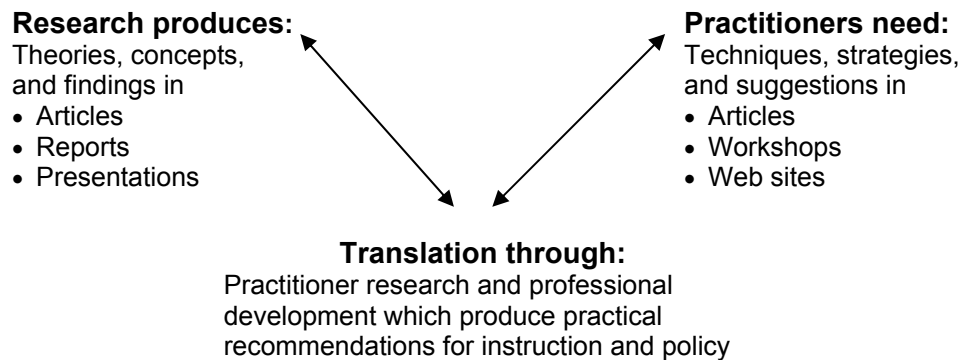 Research produces:
Theories, concepts,
and findings in
• Articles
• Reports
• Presentations
Practitioners need:
Techniques, strategies,
and suggestions in
• Articles
• Workshops
• Web sites
Translation through:
Practitioner research and professional
development which produce practical
recommendations for instruction and policy